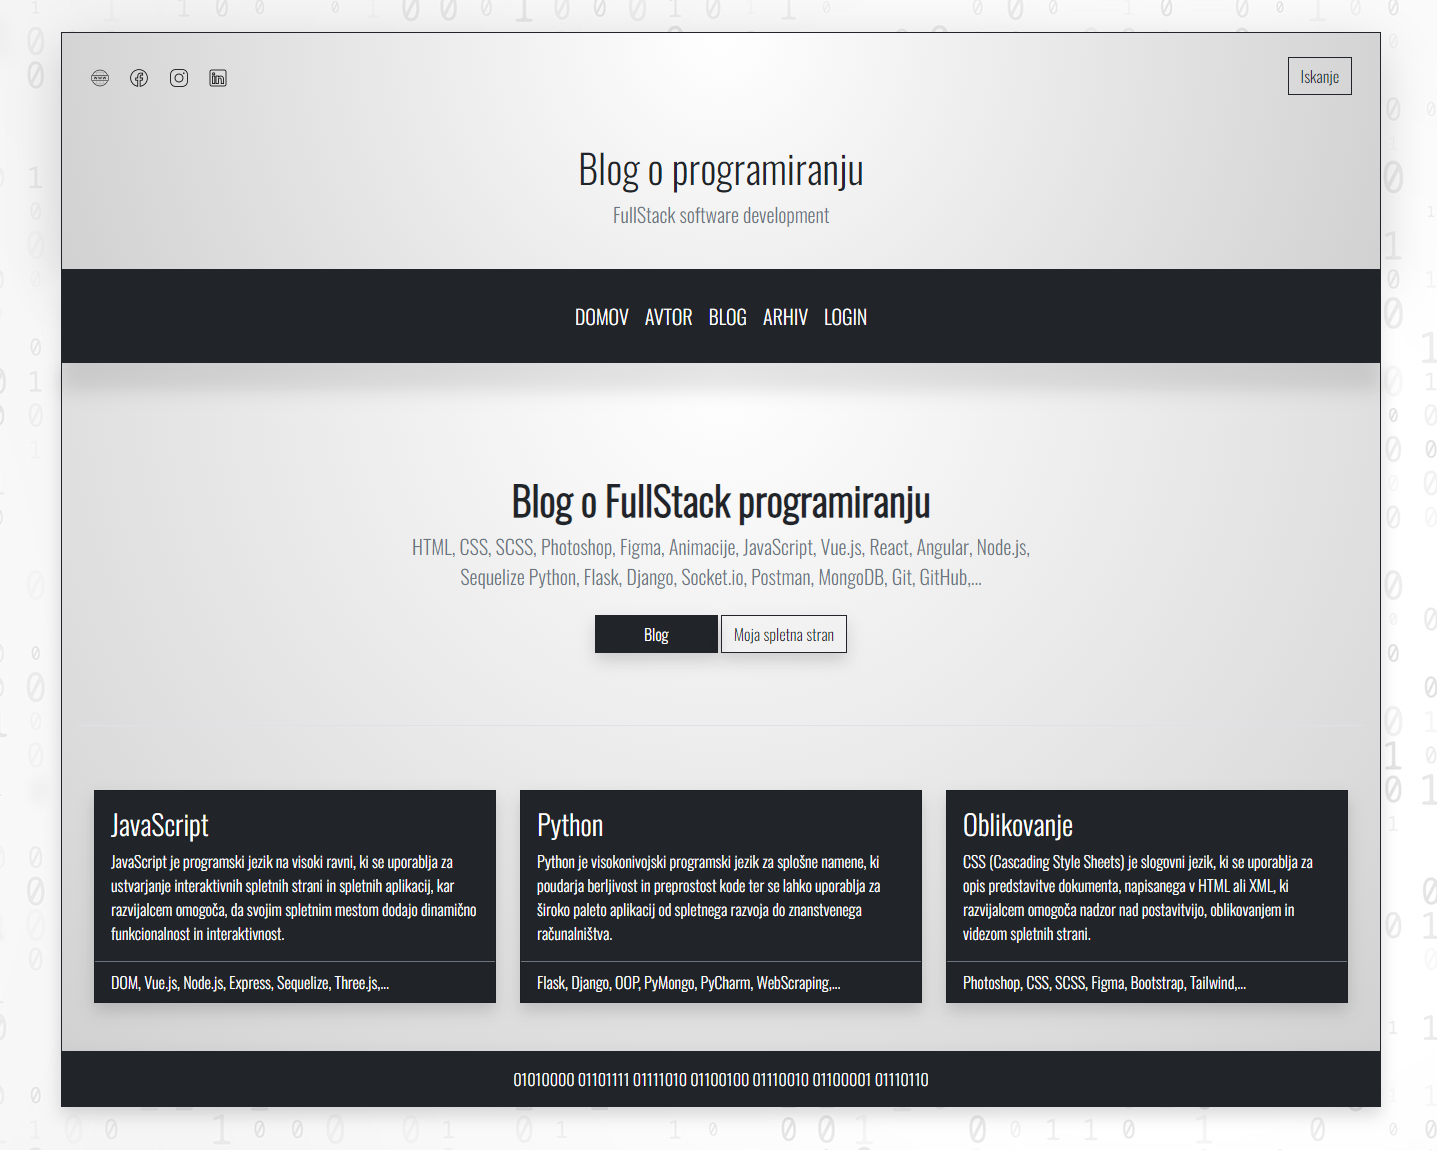 Iskanje
Blog o programiranju
FullStack software development
DOMOV AVTOR BLOG ARHIV LOGIN
Blog o FullStack programiranju
HTML, CSS, SCSS, Photoshop, Figma, Animacije, JavaScript, Vue.js, React, Angular, Node.js,
Sequelize Python, Flask, Django, Socket.io, Postman, MongoDB, Git, GitHub,...
Blog Moja spletna stran
JavaScript
JavaScript je programski jezik na visoki ravni, ki se uporablja za
ustvarjanje interaktivnih spletnih strani in spletnih aplikacij, kar
razvijalcem omogoča, da svojim spletnim mestom dodajo dinamično
funkcionalnost in interaktivnost.
DOM, Vue.js, Node.js, Express, Sequelize, Three.js,...
Python
Python je visokonivojski programski jezik za splošne namene, ki
poudarja berljivost in preprostost kode ter se lahko uporablja za
široko paleto aplikacij od spletnega razvoja do znanstvenega
računalništva.
Flask, Django, OOP, PyMongo, PyCharm, WebScraping,...
Oblikovanje
CSS (Cascading Style Sheets) je slogovni jezik, ki se uporablja za
opis predstavitve dokumenta, napisanega v HTML ali XML, ki
razvijalcem omogoča nadzor nad postavitvijo, oblikovanjem in
videzom spletnih strani.
Photoshop, CSS, SCSS, Figma, Bootstrap, Tailwind,...
01010000 01101111 01111010 01100100 01110010 01100001 01110110